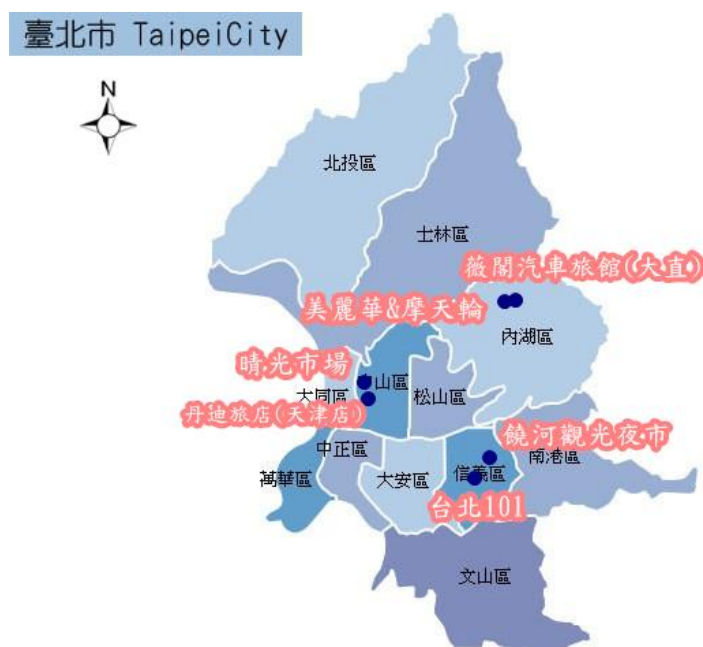 臺北市 TaipeiCity
N
北投區
士林區
薇閣汽車旅館(大直)
美麗華&摩天輪
內湖區
晴光市場
山區
大同區
松山區
丹迪旅店(天津店)
饒河觀光夜市
中正區
南港區
萬華區
大安區
信義區
台北101
文山區